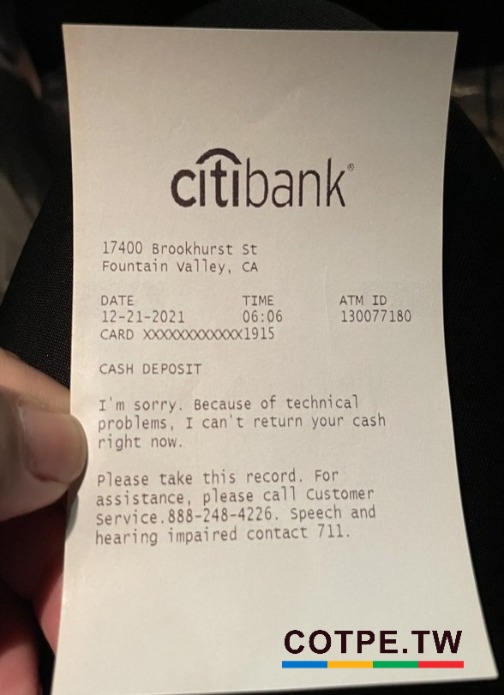 citibank®
17400 Brookhurst St
Fountain Valley, CA
DATE TIME ATM ID
12-21-2021 06:06 130077180
CARD XXXXXXXXXXXX1915
CASH DEPOSIT
I'm sorry. Because of technical
problems, I can't return your cash
right now.
Please take this record. For
assistance, please call Customer
Service.888-248-4226. Speech and
hearing impaired contact 711.
COTPE.TW